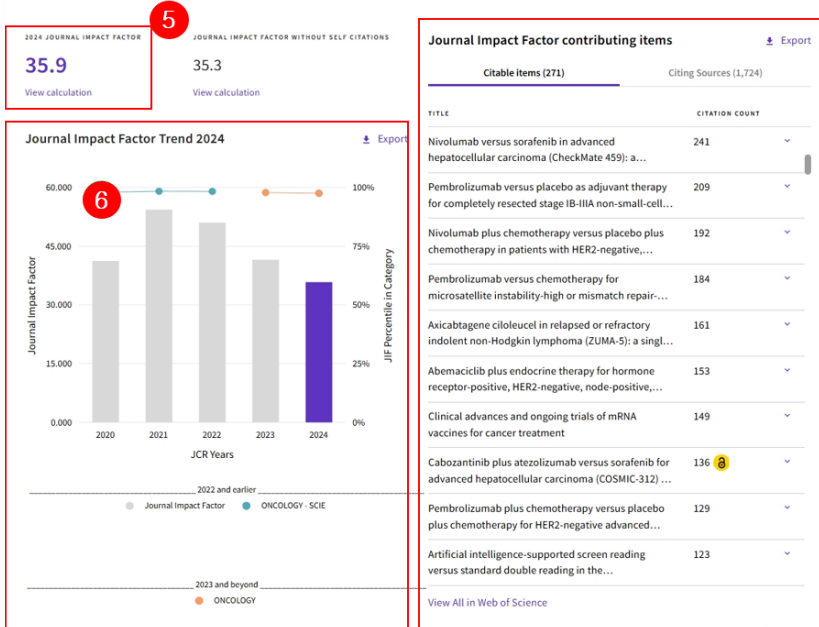 5
2024 JOURNAL IMPACT FACTOR
35.9
View calculation
JOURNAL IMPACT FACTOR WITHOUT SELF CITATIONS
35.3
View calculation
Journal Impact Factor Trend 2024
Export
6
60.000
45.000
30.000
15.000
0.000
Journal Impact Factor
100%
75%
50%
25%
0%
JIF Percentile in Category
2020
2021
2022
2023
2024
JCR Years
2022 and earlier
Journal Impact Factor
ONCOLOGY - SCIE
2023 and beyond
ONCOLOGY
Journal Impact Factor contributing items
Export
Citable items (271)
Citing Sources (1,724)
TITLE
CITATION COUNT
Nivolumab versus sorafenib in advanced
hepatocellular carcinoma (CheckMate 459): a...
241
Pembrolizumab versus placebo as adjuvant therapy
for completely resected stage IB-IIIA non-small-cell...
209
Nivolumab plus chemotherapy versus placebo plus
chemotherapy in patients with HER2-negative,...
192
Pembrolizumab versus chemotherapy for
microsatellite instability-high or mismatch repair-...
184
Axicabtagene ciloleucel in relapsed or refractory
indolent non-Hodgkin lymphoma (ZUMA-5): a singl...
161
Abemaciclib plus endocrine therapy for hormone
receptor-positive, HER2-negative, node-positive,...
153
Clinical advances and ongoing trials of mRNA
vaccines for cancer treatment
149
Cabozantinib plus atezolizumab versus sorafenib for
advanced hepatocellular carcinoma (COSMIC-312) ...
136
Pembrolizumab plus chemotherapy versus placebo
plus chemotherapy for HER2-negative advanced...
129
Artificial intelligence-supported screen reading
versus standard double reading in the...
123
View All in Web of Science